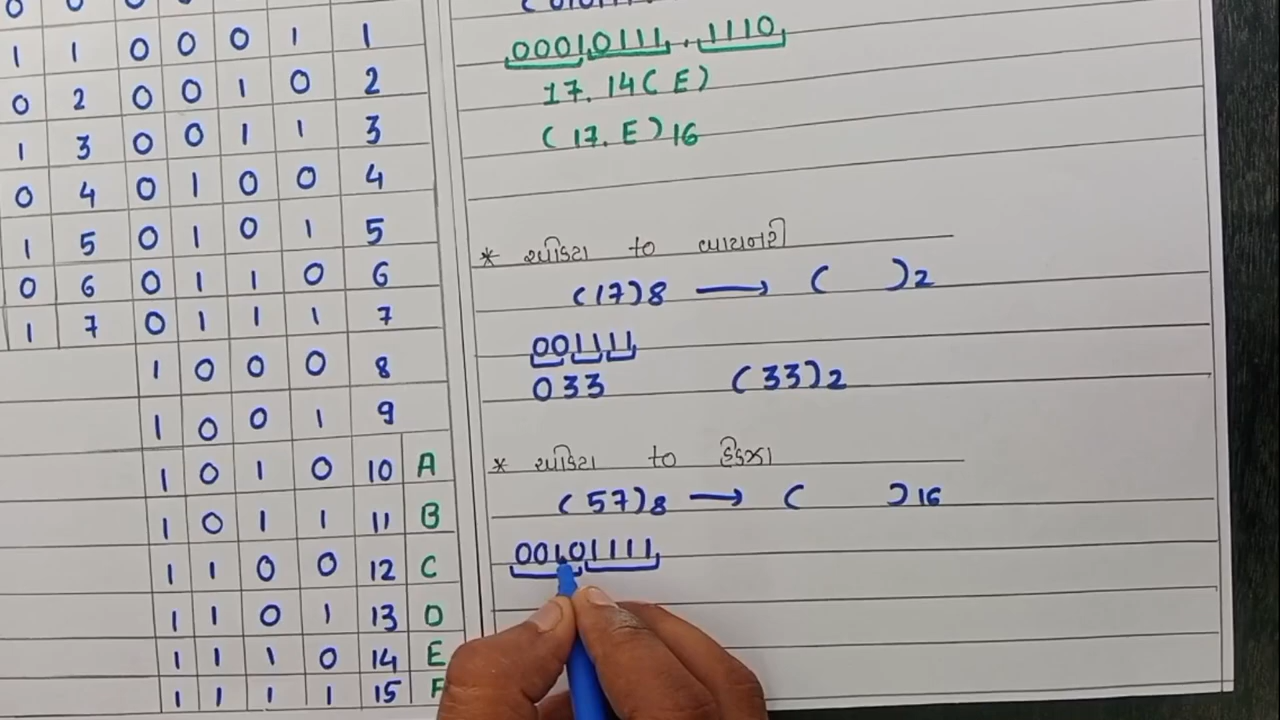 1 1 0 0 0 1 1
0 2 0 0 1 0 2
1 3 0 0 1 1 3
0 4 0 1 0 0 4
1 5 0 1 0 1 5
0 6 0 1 1 0 6
1 7 0 1 1 1 7
1 0 0 0 8
1 0 0 1 9
1 0 1 0 10 A
1 0 1 1 11 B
1 1 0 0 12 C
1 1 0 1 13 D
1 1 1 0 14 E
1 1 1 1 15 F
00010111 . 1110
17. 14(E)
(17. E)16
* ઓક્ટિટા to બાયનરી
(17)8 → ( )2
001111
033 (33)2
* ઓક્ટિટા to હેક્ઝા
(57)8 → ( )16
00101111